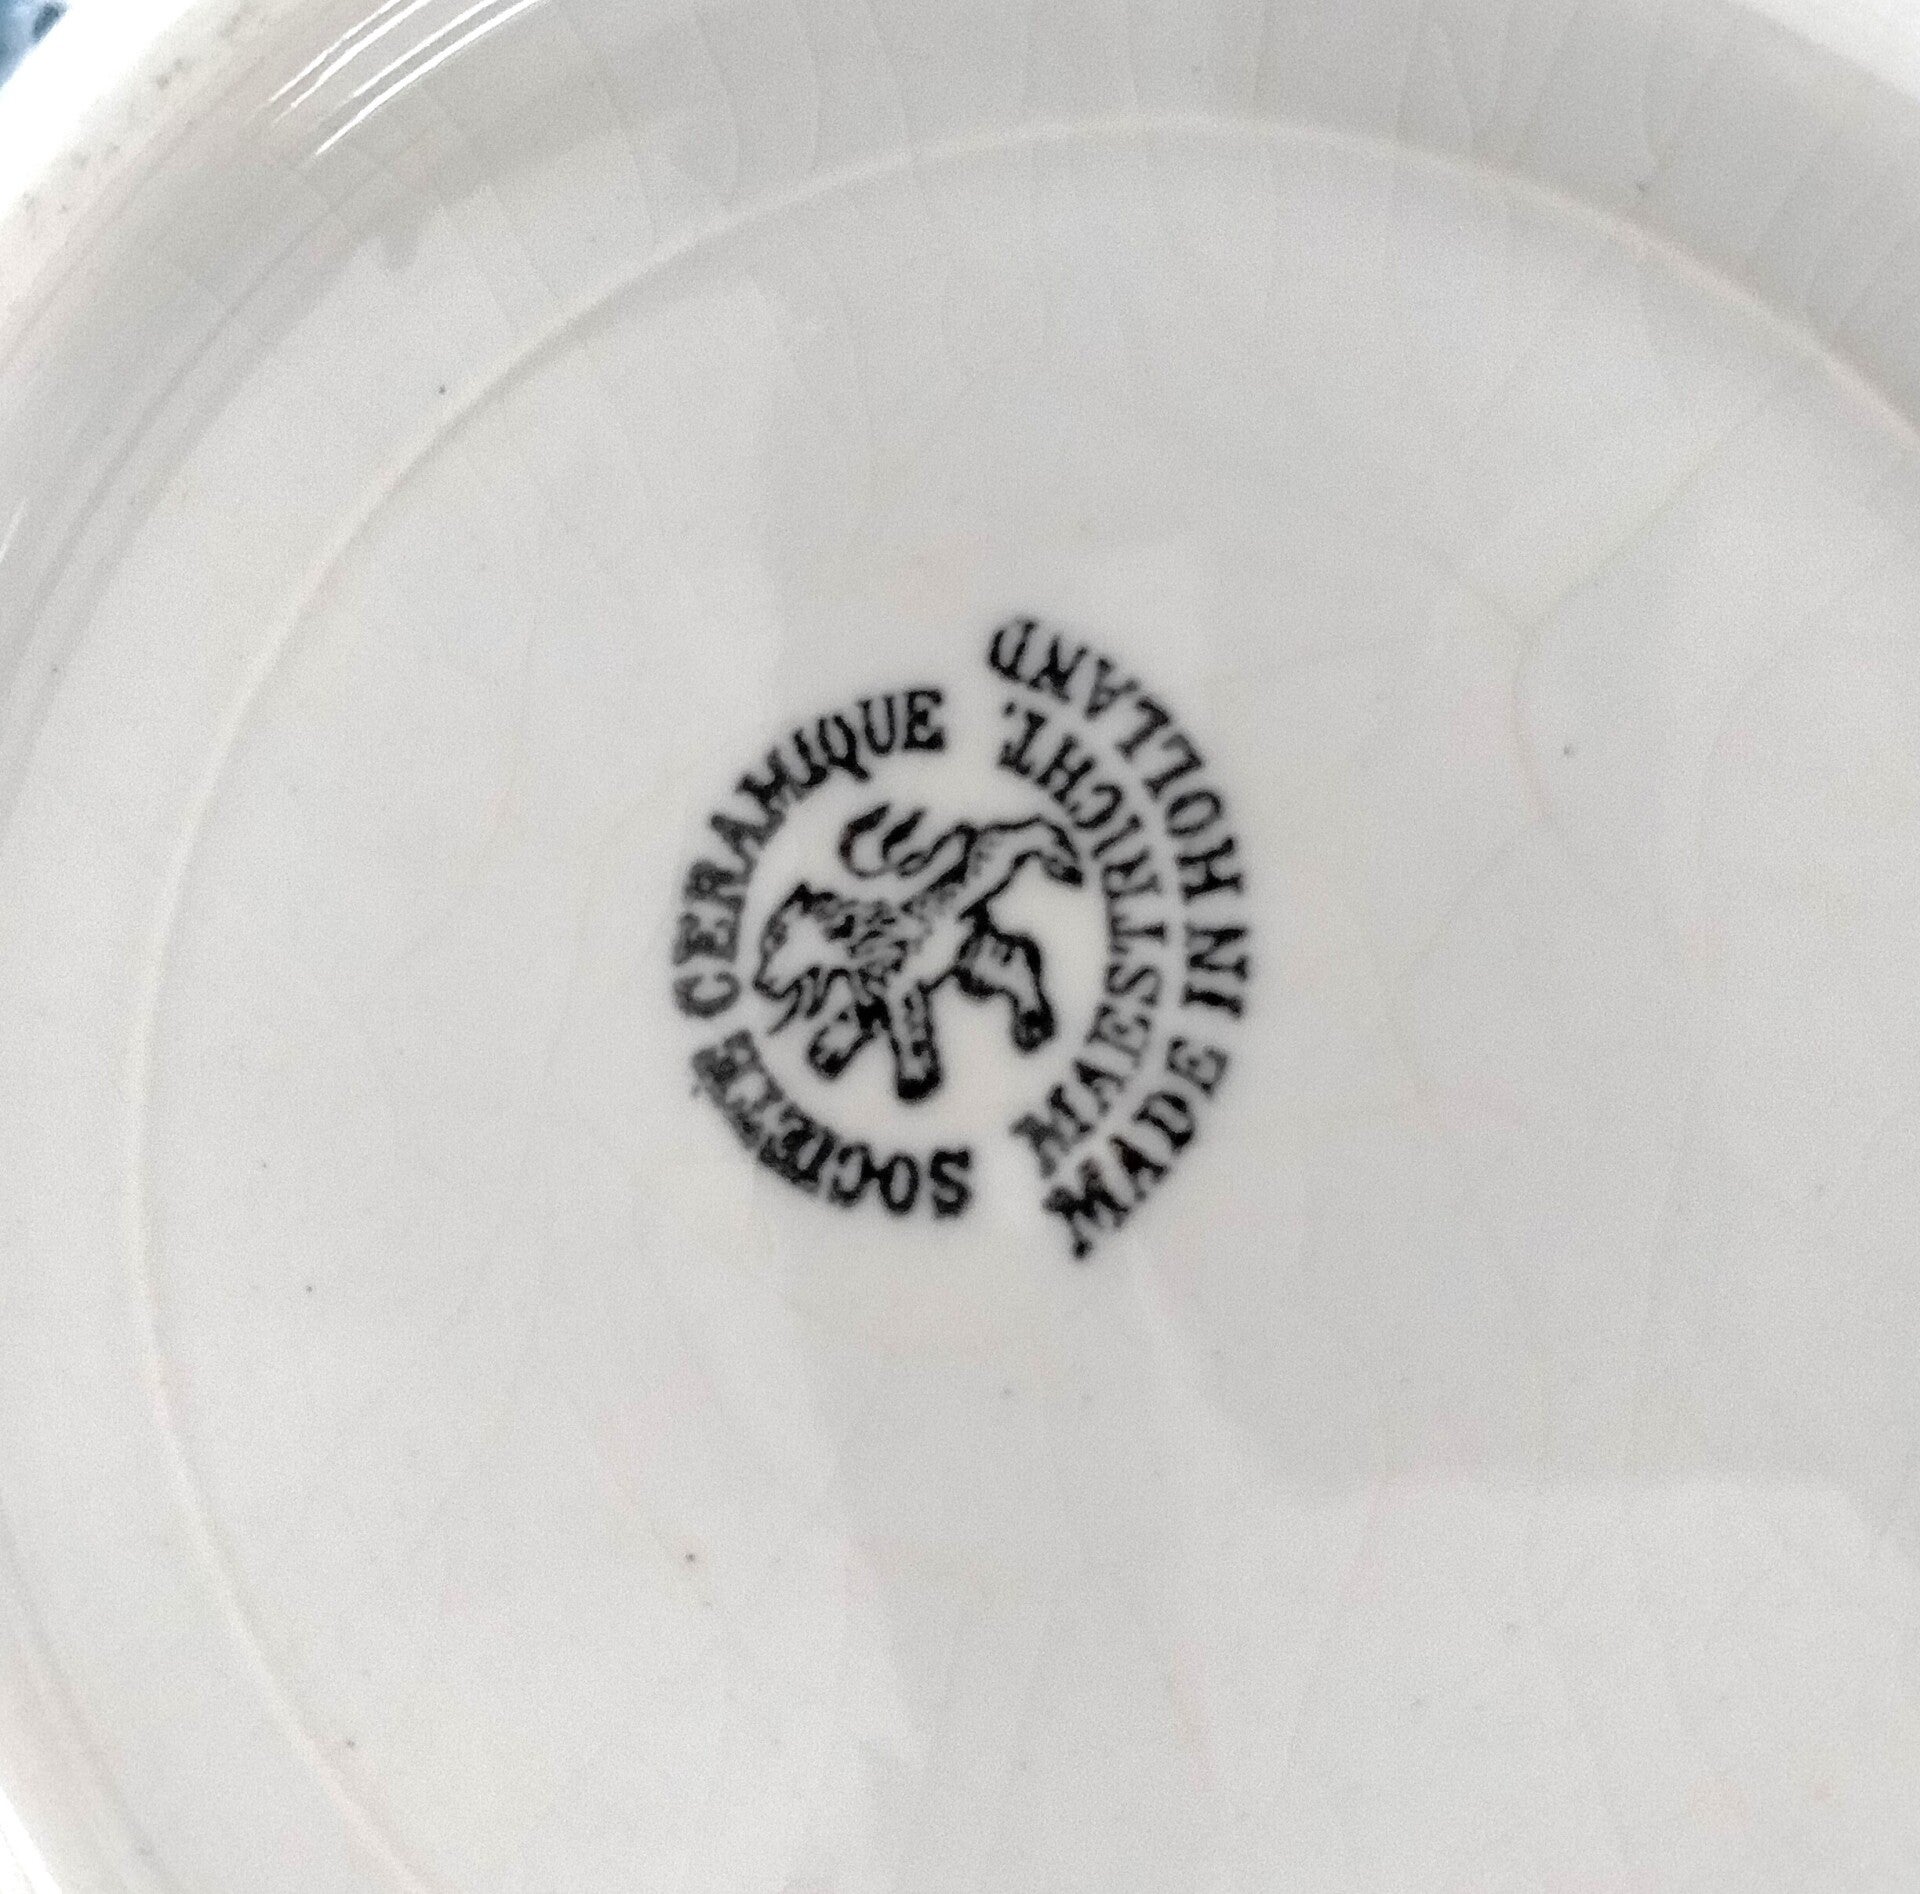 SOCIETE CERAMIQUE
MAESTRICHT.
MADE IN HOLLAND